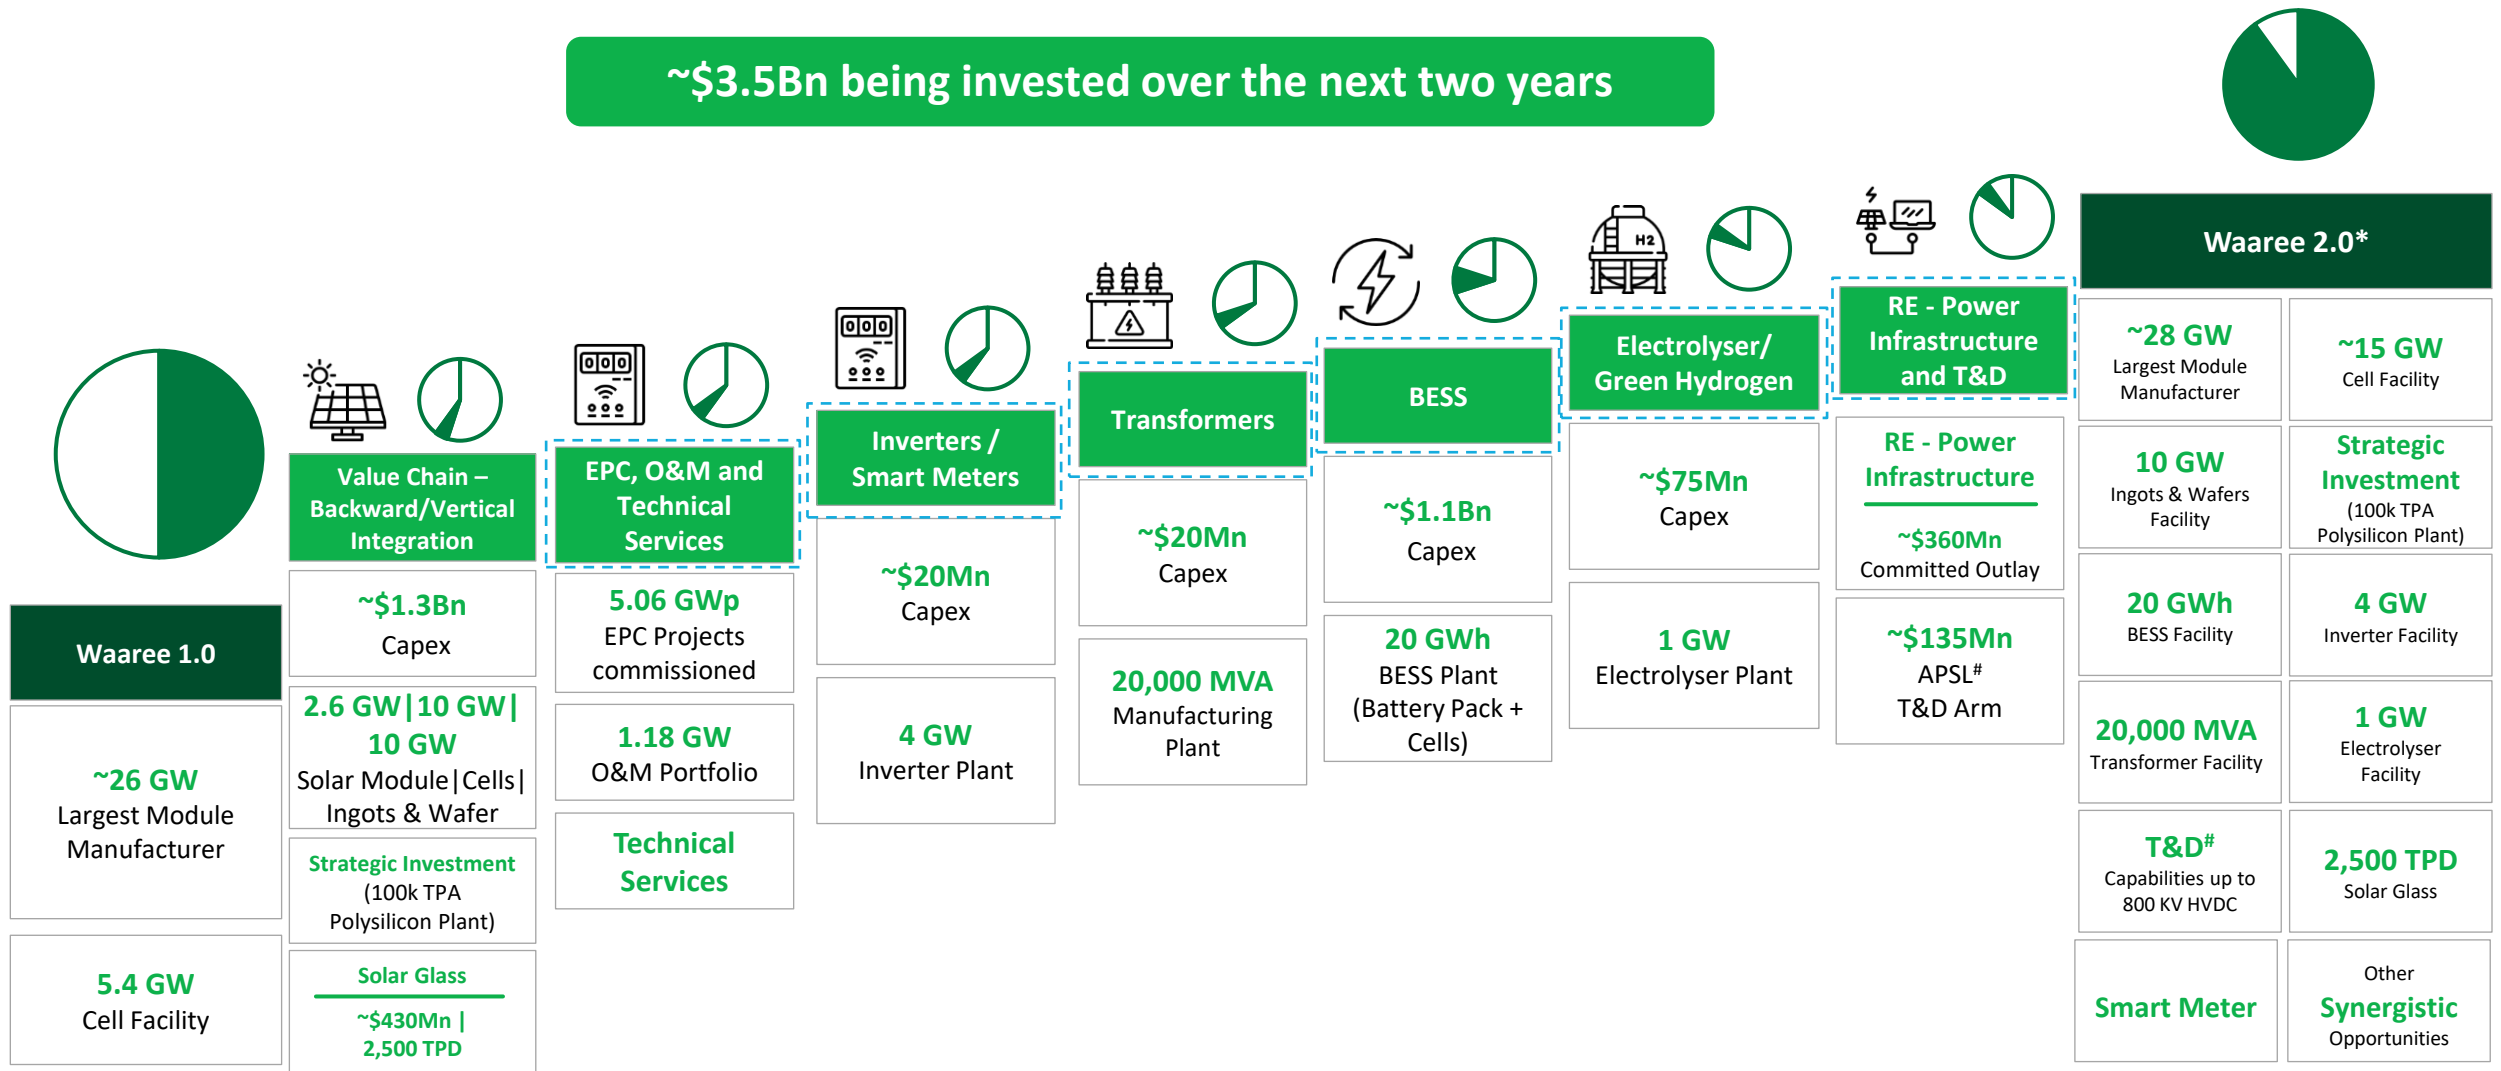 ~$3.5Bn being invested over the next two years
Waaree 1.0
~26 GW
Largest Module
Manufacturer
5.4 GW
Cell Facility
Value Chain –
Backward/Vertical
Integration
~$1.3Bn
Capex
2.6 GW|10 GW|
10 GW
Solar Module|Cells|
Ingots & Wafer
Strategic Investment
(100k TPA
Polysilicon Plant)
Solar Glass
~$430Mn |
2,500 TPD
EPC, O&M and
Technical
Services
5.06 GWp
EPC Projects
commissioned
1.18 GW
O&M Portfolio
Technical
Services
Inverters /
Smart Meters
~$20Mn
Capex
4 GW
Inverter Plant
Transformers
~$20Mn
Capex
20,000 MVA
Manufacturing
Plant
BESS
~$1.1Bn
Capex
20 GWh
BESS Plant
(Battery Pack +
Cells)
H2
Electrolyser/
Green Hydrogen
~$75Mn
Capex
1 GW
Electrolyser Plant
RE - Power
Infrastructure
and T&D
RE - Power
Infrastructure
~$360Mn
Committed Outlay
~$135Mn
APSL#
T&D Arm
Waaree 2.0*
~28 GW
Largest Module
Manufacturer
~15 GW
Cell Facility
10 GW
Ingots & Wafers
Facility
Strategic
Investment
(100k TPA
Polysilicon Plant)
20 GWh
BESS Facility
4 GW
Inverter Facility
20,000 MVA
Transformer Facility
1 GW
Electrolyser
Facility
T&D#
Capabilities up to
800 KV HVDC
2,500 TPD
Solar Glass
Smart Meter
Other
Synergistic
Opportunities